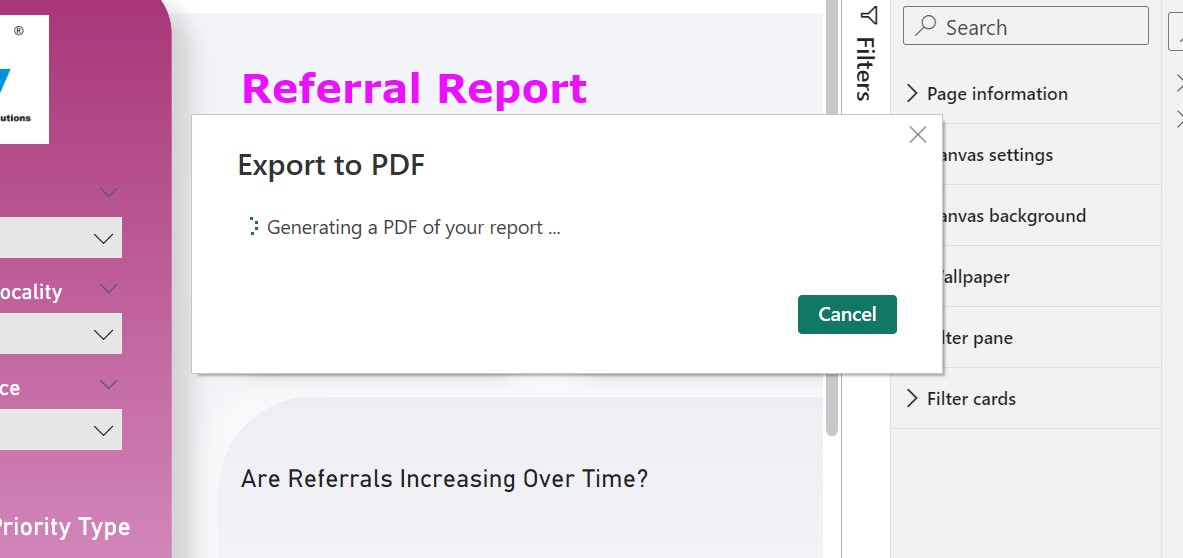 ®
utions
Referral Report
Filters
Search
Page information
Export to PDF
anvas settings
Generating a PDF of your report ...
anvas background
allpaper
ocality
Cancel
lter pane
ce
Filter cards
Are Referrals Increasing Over Time?
Priority Type